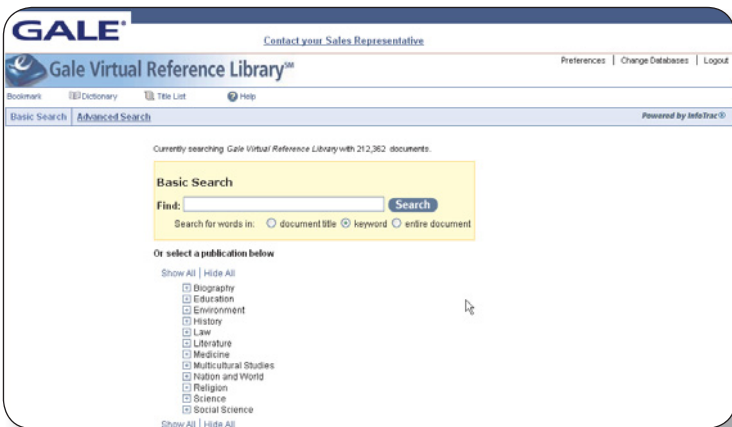 GALE®
Contact your Sales Representative
Gale Virtual Reference Library℠
Preferences | Change Databases | Logout
Bookmark Dictionary Title List Help
Basic Search | Advanced Search Powered by InfoTrac®
Currently searching Gale Virtual Reference Library with 212,362 documents.
Basic Search
Find: Search
Search for words in: document title keyword entire document
Or select a publication below
Show All | Hide All
Biography
Education
Environment
History
Law
Literature
Medicine
Multicultural Studies
Nation and World
Religion
Science
Social Science
Show All | Hide All